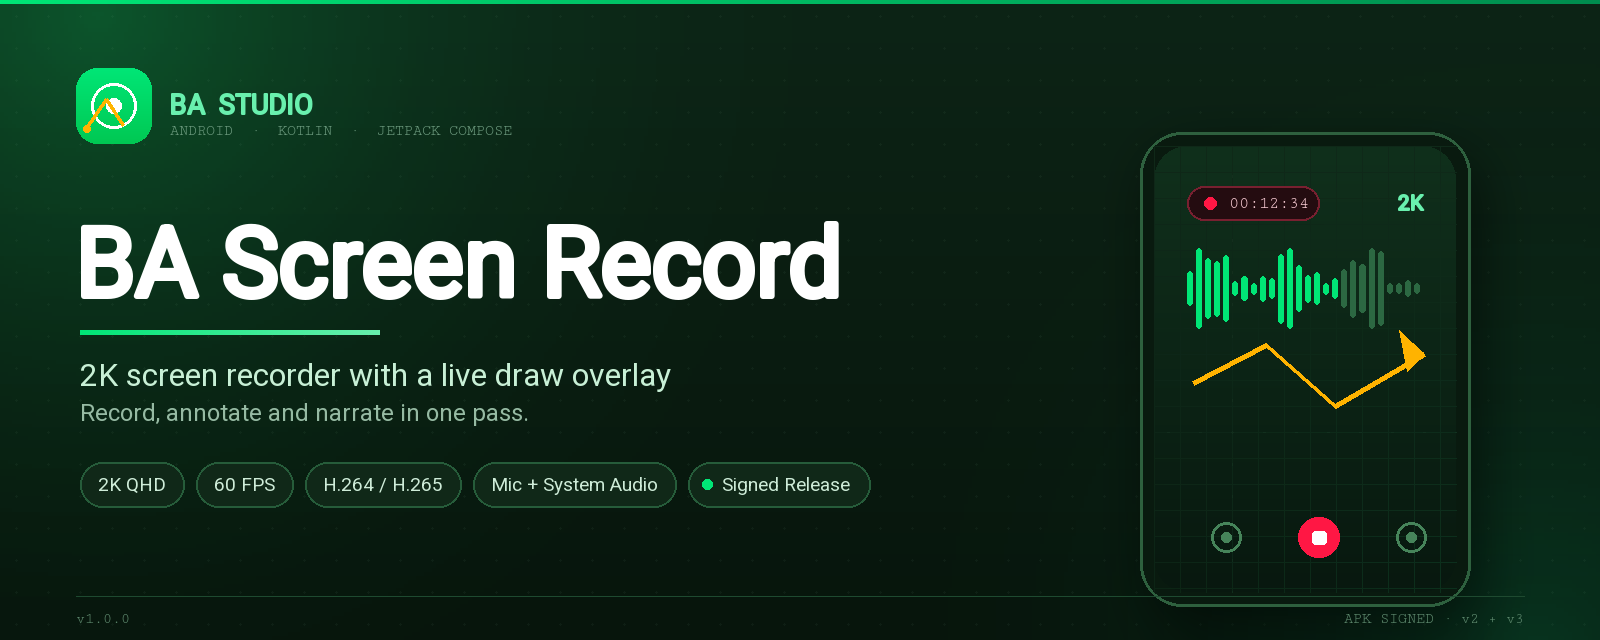 BA STUDIO
ANDROID · KOTLIN · JETPACK COMPOSE
BA Screen Record
2K screen recorder with a live draw overlay
Record, annotate and narrate in one pass.
2K QHD
60 FPS
H.264 / H.265
Mic + System Audio
Signed Release
00:12:34
2K
v1.0.0
APK SIGNED · v2 + v3